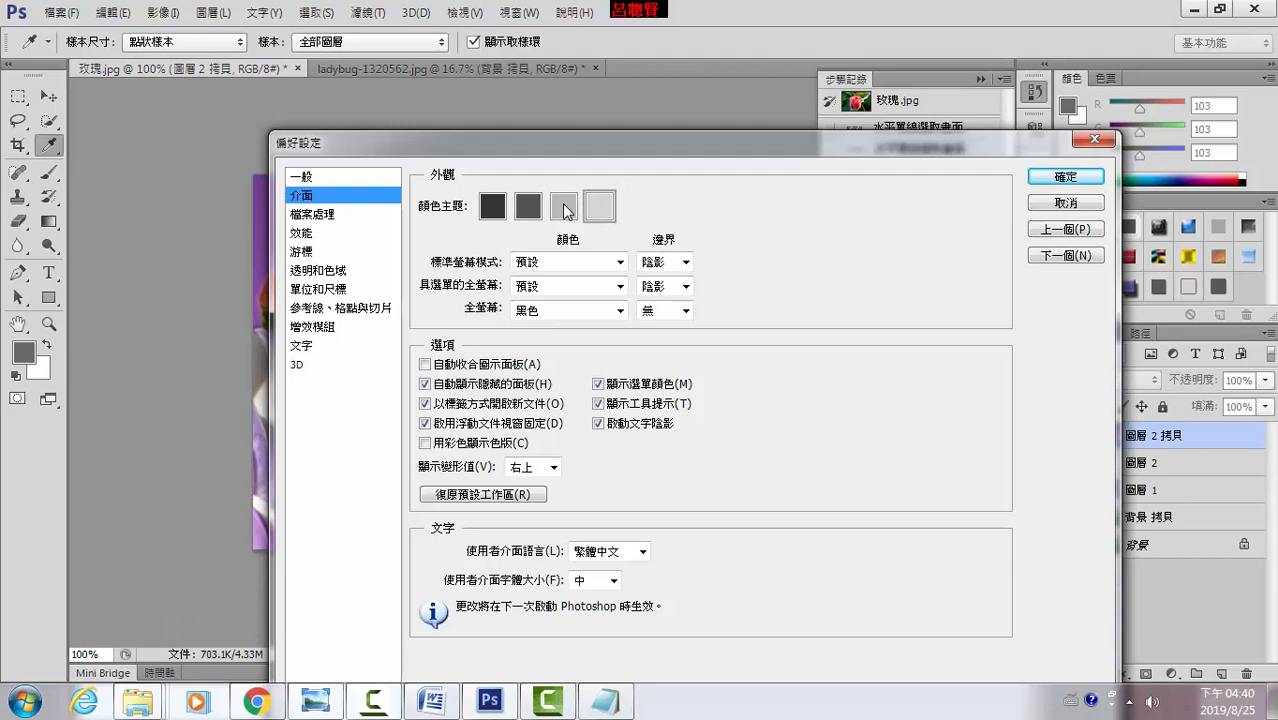 Ps 檔案(F) 編輯(E) 影像(I) 圖層(L) 文字(Y) 選取(S) 濾鏡(T) 3D(D) 檢視(V) 視窗(W) 說明(H) 呂聰賢
樣本尺寸: 點狀樣本 樣本: 全部圖層 顯示取樣環 基本功能
玫瑰.jpg @ 100% (圖層 2 拷貝, RGB/8#) * × ladybug-1320562.jpg @ 16.7% (背景 拷貝, RGB/8#) * ×
步驟記錄
顏色 色票
玫瑰.jpg
水平單線選取畫面
R 103
G 103
B 103
偏好設定
一般
介面
檔案處理
效能
游標
透明和色域
單位和尺標
參考線、格點與切片
增效模組
文字
3D
外觀
顏色主題:
顏色 邊界
標準螢幕模式: 預設 陰影
具選單的全螢幕: 預設 陰影
全螢幕: 黑色 無
選項
自動收合圖示面板(A)
自動顯示隱藏的面板(H) 顯示選單顏色(M)
以標籤方式開啟新文件(O) 顯示工具提示(T)
啟用浮動文件視窗固定(D) 啟動文字陰影
用彩色顯示色版(C)
顯示變形值(V): 右上
復原預設工作區(R)
文字
使用者介面語言(L): 繁體中文
使用者介面字體大小(F): 中
更改將在下一次啟動 Photoshop 時生效。
確定
取消
上一個(P)
下一個(N)
路徑
不透明度: 100%
填滿: 100%
圖層 2 拷貝
圖層 2
圖層 1
背景 拷貝
背景
100% 文件: 703.1K/4.33M
Mini Bridge 時間軸
下午 04:40
2019/8/25